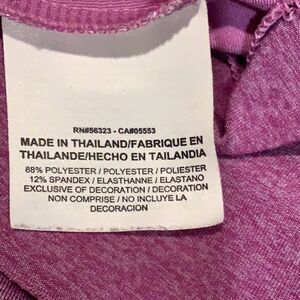 RN#56323 - CA#05553
MADE IN THAILAND/FABRIQUE EN
THAILANDE/HECHO EN TAILANDIA
88% POLYESTER / POLYESTER / POLIESTER
12% SPANDEX / ELASTHANNE / ELASTANO
EXCLUSIVE OF DECORATION / DECORATION
NON COMPRISE / NO INCLUYE LA
DECORACION